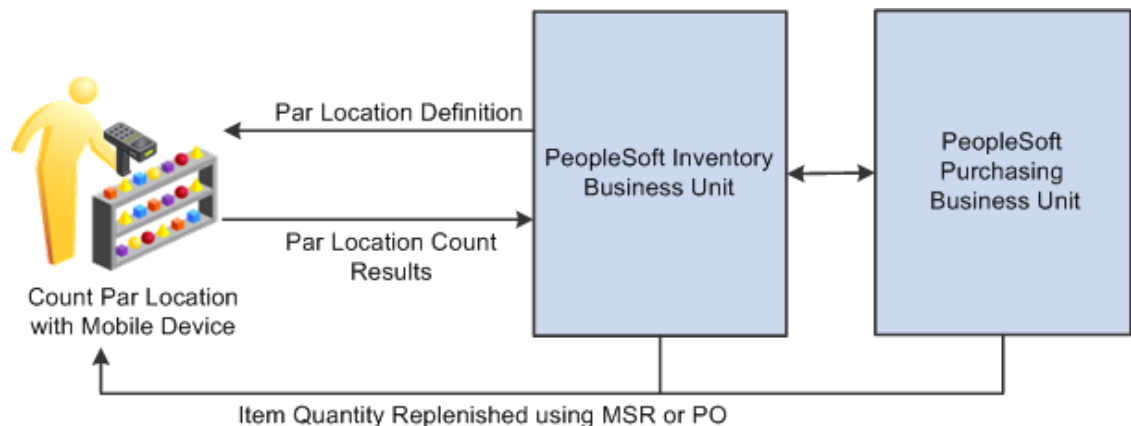 Par Location Definition
PeopleSoft Inventory
Business Unit
PeopleSoft
Purchasing
Business Unit
Par Location Count
Results
Count Par Location
with Mobile Device
Item Quantity Replenished using MSR or PO